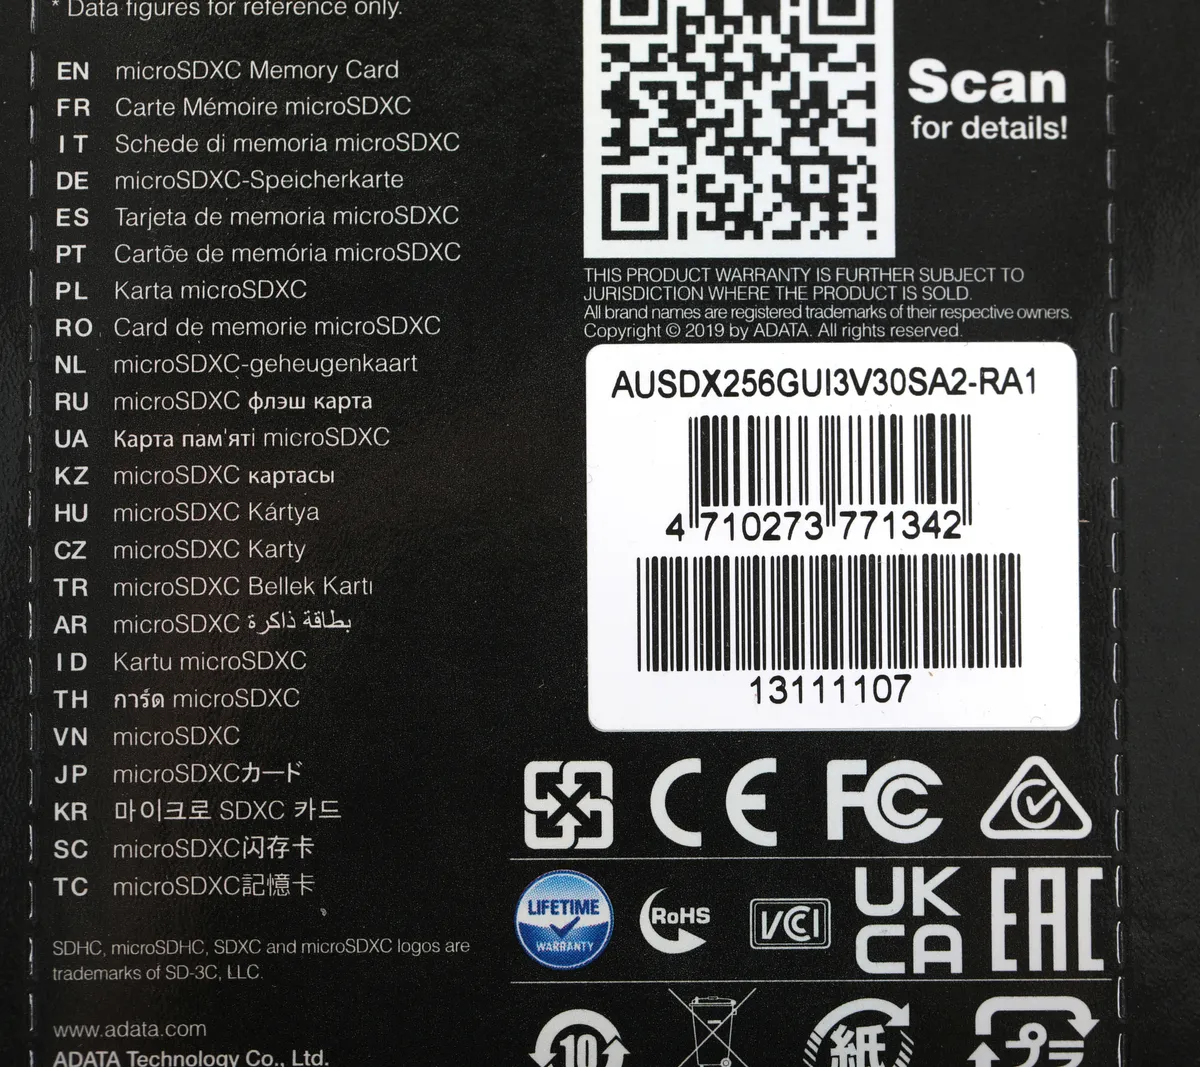 * Data figures for reference only.
EN microSDXC Memory Card
FR Carte Mémoire microSDXC
IT Schede di memoria microSDXC
DE microSDXC-Speicherkarte
ES Tarjeta de memoria microSDXC
PT Cartõe de memória microSDXC
PL Karta microSDXC
RO Card de memorie microSDXC
NL microSDXC-geheugenkaart
RU microSDXC флэш карта
UA Карта пам'яті microSDXC
KZ microSDXC картасы
HU microSDXC Kártya
CZ microSDXC Karty
TR microSDXC Bellek Kartı
AR microSDXC بطاقة ذاكرة
ID Kartu microSDXC
TH การ์ด microSDXC
VN microSDXC
JP microSDXCカード
KR 마이크로 SDXC 카드
SC microSDXC闪存卡
TC microSDXC記憶卡
SDHC, microSDHC, SDXC and microSDXC logos are
trademarks of SD-3C, LLC.
www.adata.com
ADATA Technology Co., Ltd.
Scan
for details!
THIS PRODUCT WARRANTY IS FURTHER SUBJECT TO
JURISDICTION WHERE THE PRODUCT IS SOLD.
All brand names are registered trademarks of their respective owners.
Copyright © 2019 by ADATA. All rights reserved.
AUSDX256GUI3V30SA2-RA1
4 710273 771342
13111107
CE FC
LIFETIME
WARRANTY
RoHS
VCI
UK
CA
EAC
10
紙
プラ